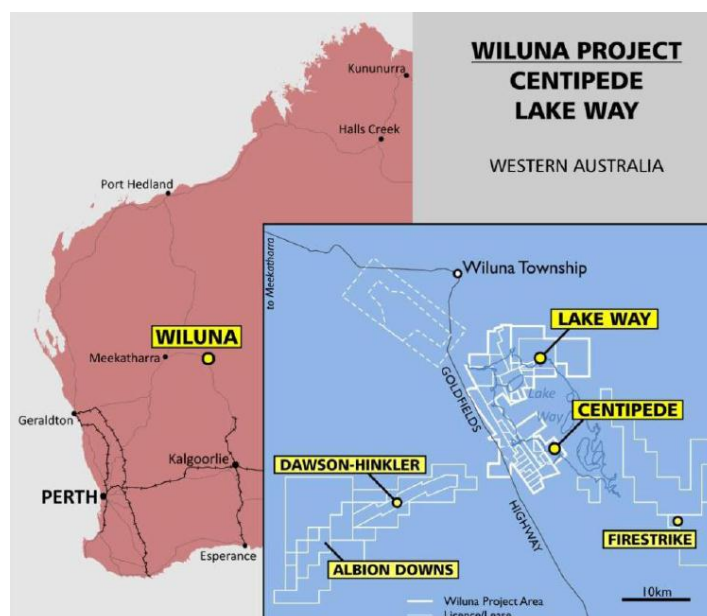 WILUNA PROJECT
CENTIPEDE
LAKE WAY
WESTERN AUSTRALIA
Kununurra
Halls Creek
Port Hedland
WILUNA
Meekatharra
Geraldton
Kalgoorlie
PERTH
Esperance
to Meekatharra
Wiluna Township
LAKE WAY
Lake
Way
GOLDFIELDS
HIGHWAY
CENTIPEDE
DAWSON-HINKLER
FIRESTRIKE
ALBION DOWNS
10km
Wiluna Project Area
Licence/Lease